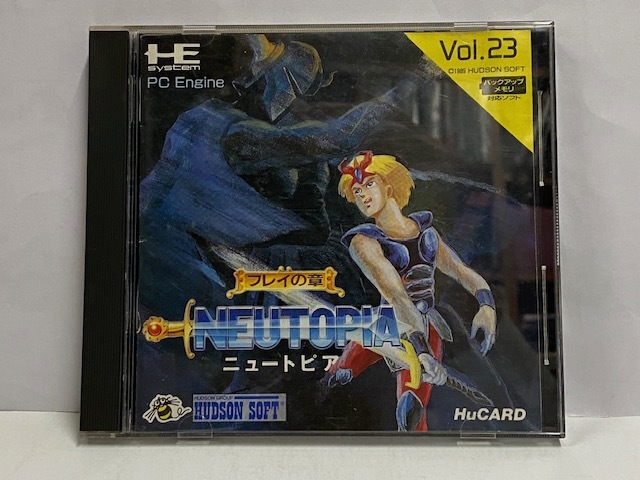 HE
system
PC Engine
Vol.23
©1989 HUDSON SOFT
バックアップ
メモリ
対応ソフト
フレイの章
NEUTOPIA
ニュートピア
HUDSON GROUP
HUDSON SOFT
HuCARD